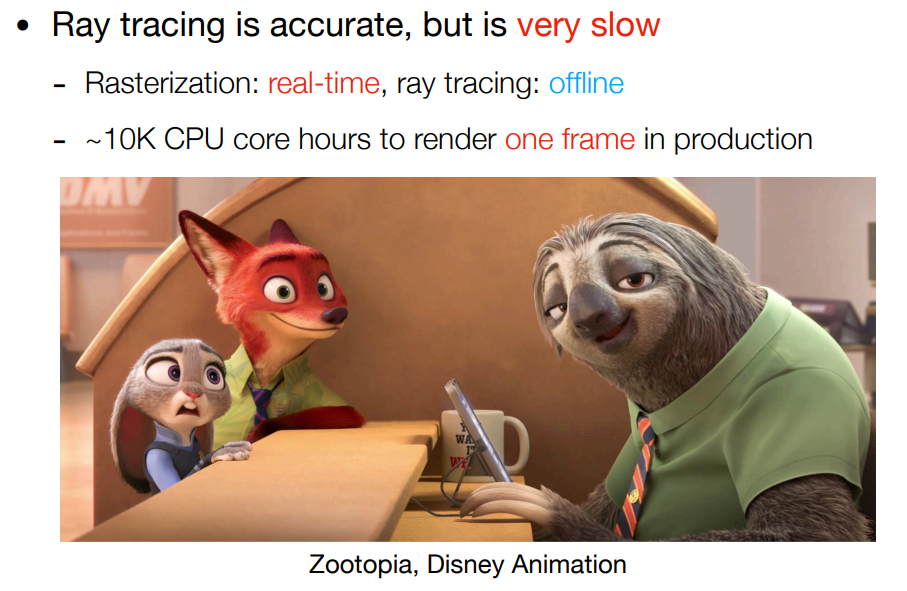 • Ray tracing is accurate, but is very slow
- Rasterization: real-time, ray tracing: offline
- ~10K CPU core hours to render one frame in production
DMV
Zootopia, Disney Animation